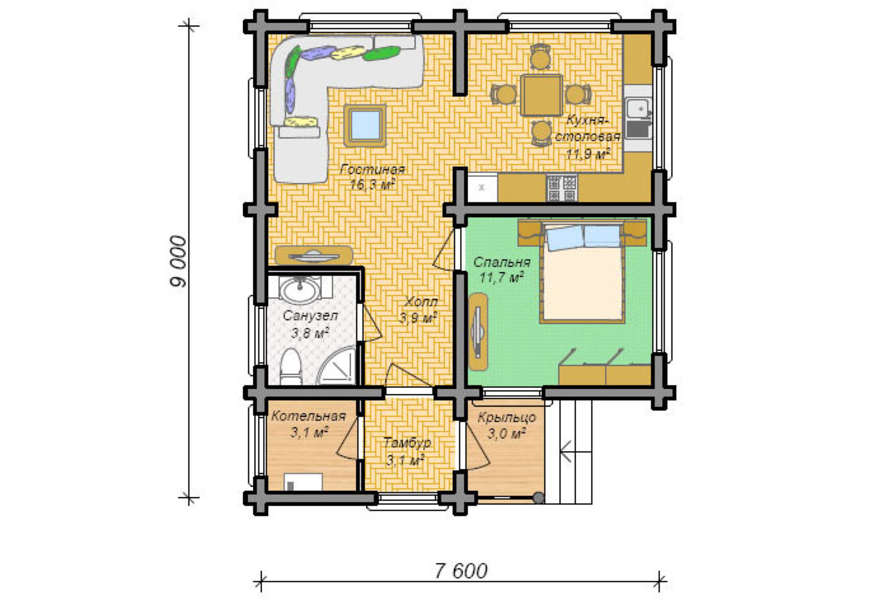 Кухня-
столовая
11,9 м²
Гостиная
16,3 м²
Спальня
11,7 м²
Холл
3,9 м²
Санузел
3,8 м²
Котельная
3,1 м²
Тамбур
3,1 м²
Крыльцо
3,0 м²
9 000
7 600